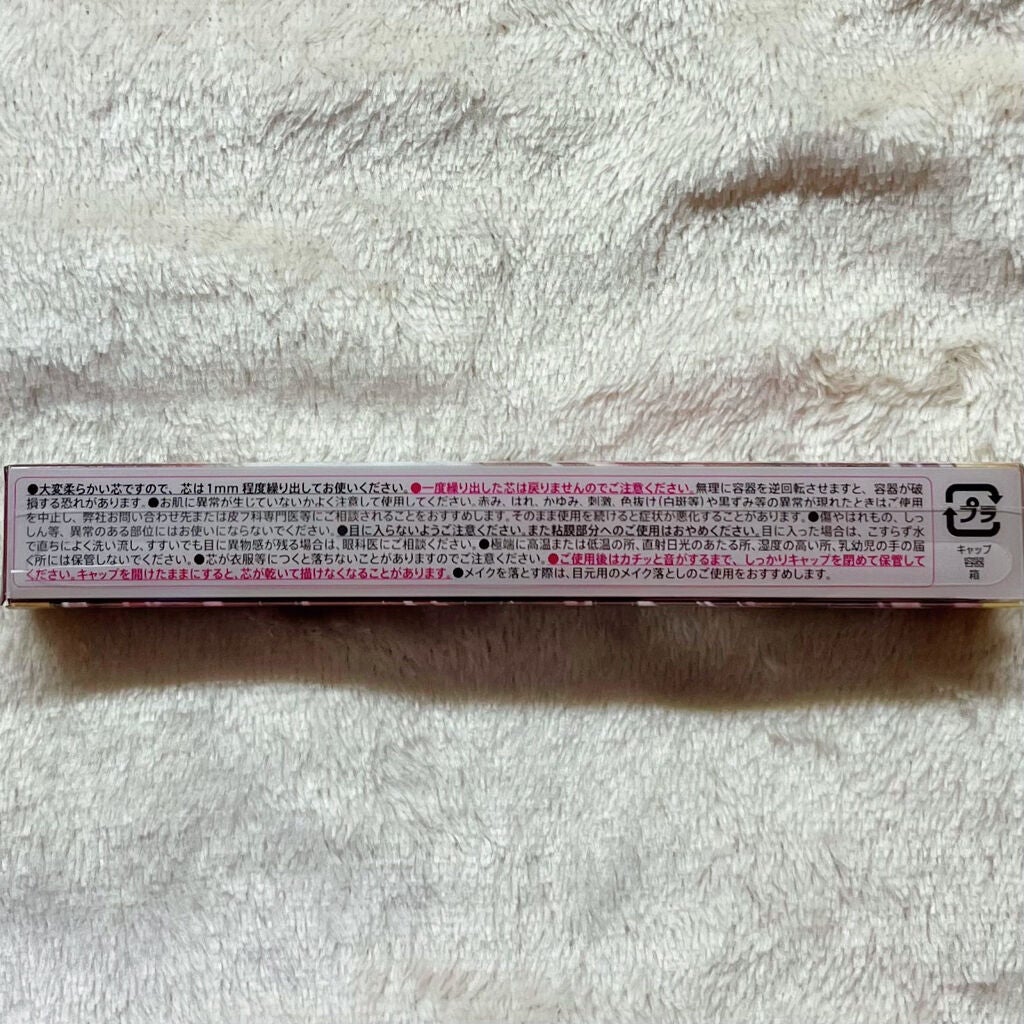 ●大変柔らかい芯ですので、芯は1mm程度繰り出してお使いください。●一度繰り出した芯は戻りませんのでご注意ください。無理に容器を逆回転させますと、容器が破
損する恐れがあります。●お肌に異常が生じていないかよく注意して使用してください。赤み、はれ、かゆみ、刺激、色抜け(白斑等)や黒ずみ等の異常が現れたときはご使用
を中止し、弊社お問い合わせ先または皮フ科専門医等にご相談されることをおすすめします。そのまま使用を続けると症状が悪化することがあります。●傷やはれもの、しっ
しん等、異常のある部位にはお使いにならないでください。●目に入らないようご注意ください。また粘膜部分へのご使用はおやめください。目に入った場合は、こすらず水
で直ちによく洗い流し、すすいでも目に異物感が残る場合は、眼科医にご相談ください。●極端に高温または低温の所、直射日光のあたる所、湿度の高い所、乳幼児の手の届
く所には保管しないでください。●芯が衣服等につくと落ちないことがありますのでご注意ください。●ご使用後はカチッと音がするまで、しっかりキャップを閉めて保管して
ください。キャップを開けたままにすると、芯が乾いて描けなくなることがあります。●メイクを落とす際は、目元用のメイク落としのご使用をおすすめします。
プラ
キャップ
容器
箱